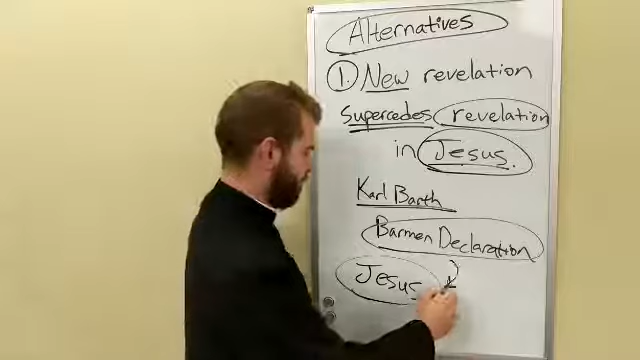 Alternatives
1. New revelation
Supercedes revelation
in Jesus.
Karl Barth
Barmen Declaration
Jesus